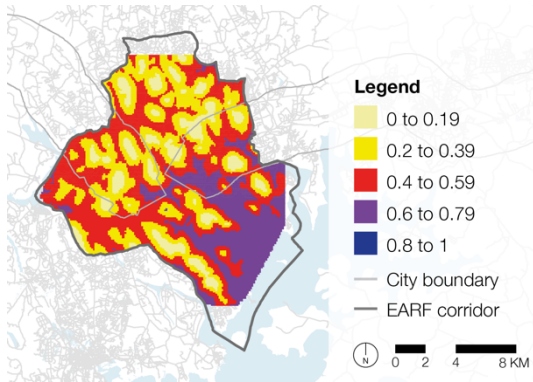 Legend
0 to 0.19
0.2 to 0.39
0.4 to 0.59
0.6 to 0.79
0.8 to 1
City boundary
EARF corridor
N
0 2 4 8 KM